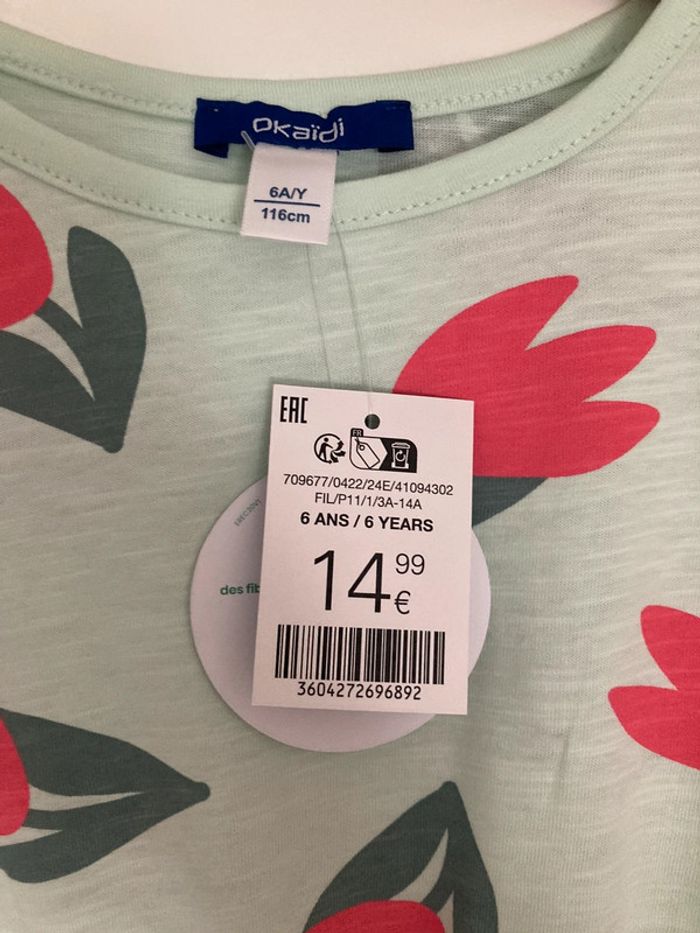 OKaïdi
6A/Y
116cm
EAC
FR
709677/0422/24E/41094302
FIL/P11/1/3A-14A
6 ANS / 6 YEARS
14 99
€
des fib
3604272696892